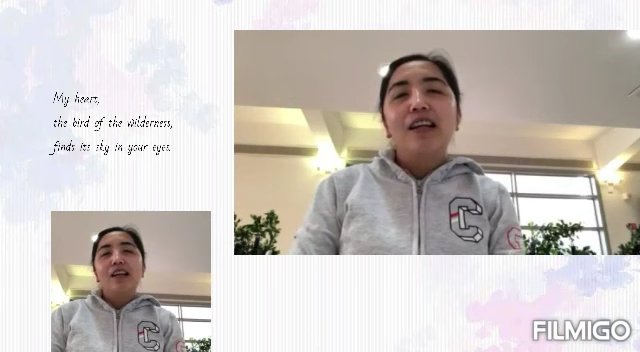 My heart,
the bird of the wilderness,
finds its sky in your eyes.
C
C
FILMIGO